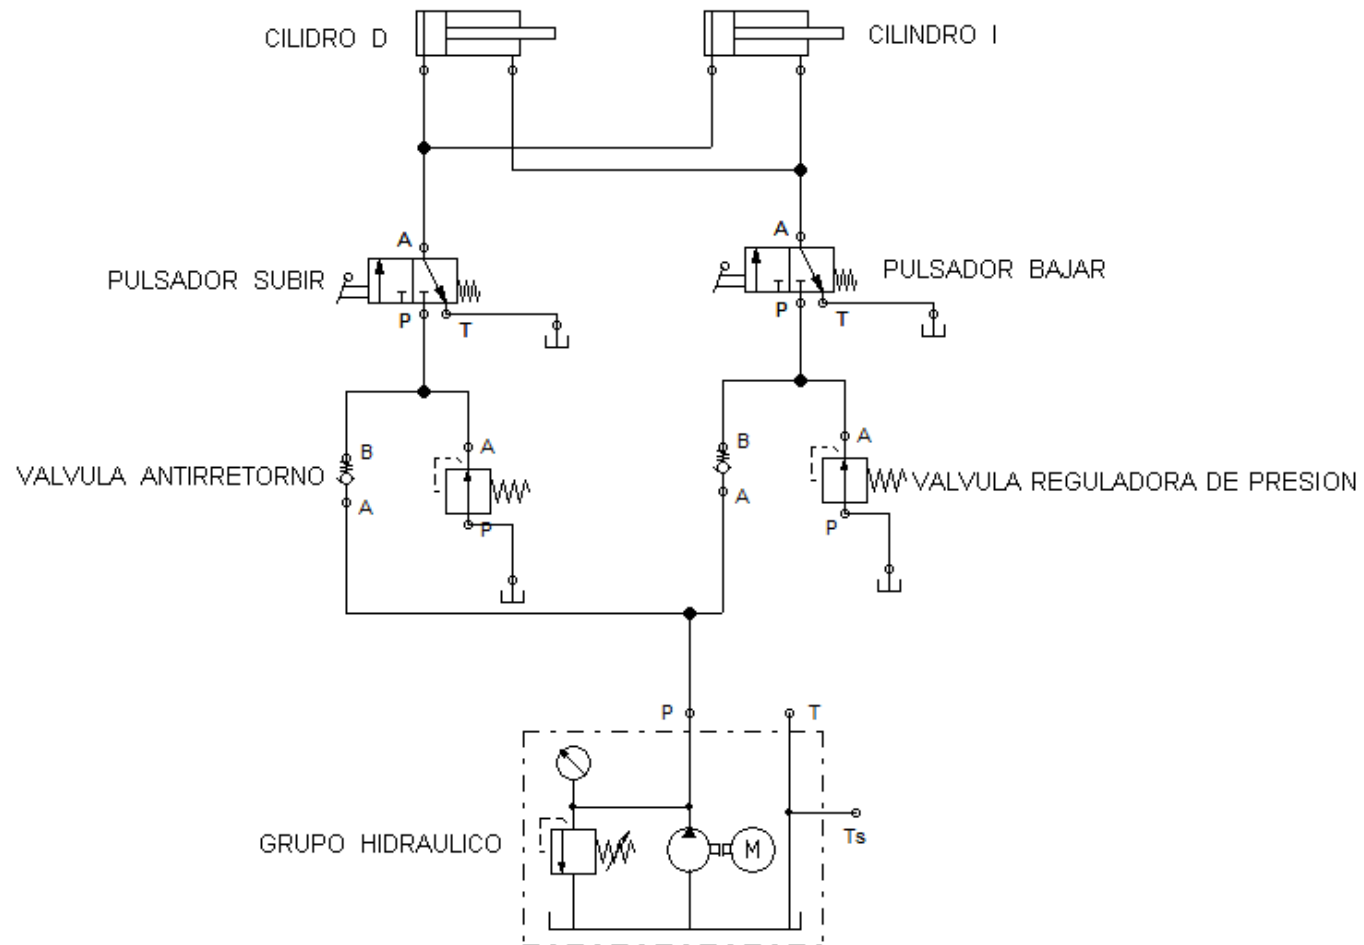 CILIDRO D
CILINDRO I
A
A
PULSADOR SUBIR
PULSADOR BAJAR
P
T
P
T
B
A
B
A
VALVULA ANTIRRETORNO
VALVULA REGULADORA DE PRESION
A
P
A
P
P
T
GRUPO HIDRAULICO
M
Ts